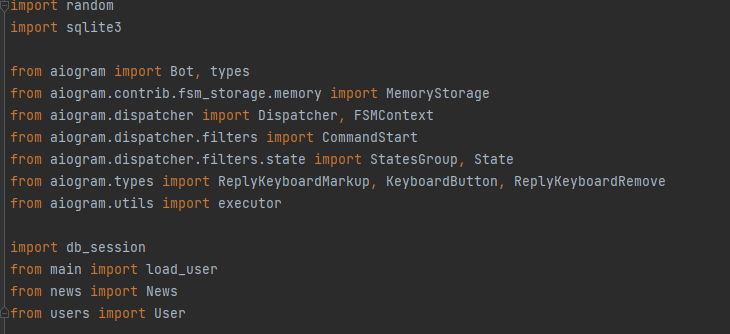 import random
import sqlite3
from aiogram import Bot, types
from aiogram.contrib.fsm_storage.memory import MemoryStorage
from aiogram.dispatcher import Dispatcher, FSMContext
from aiogram.dispatcher.filters import CommandStart
from aiogram.dispatcher.filters.state import StatesGroup, State
from aiogram.types import ReplyKeyboardMarkup, KeyboardButton, ReplyKeyboardRemove
from aiogram.utils import executor
import db_session
from main import load_user
from news import News
from users import User